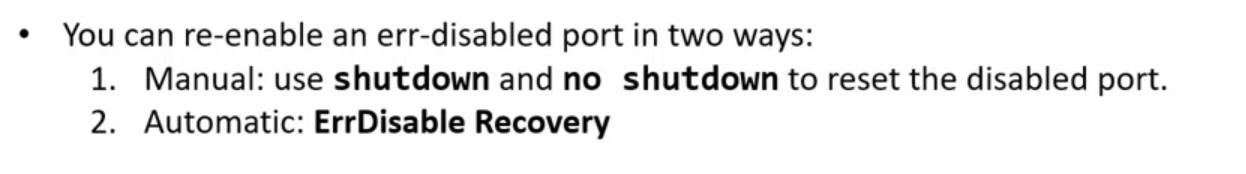 • You can re-enable an err-disabled port in two ways:
1. Manual: use shutdown and no shutdown to reset the disabled port.
2. Automatic: ErrDisable Recovery